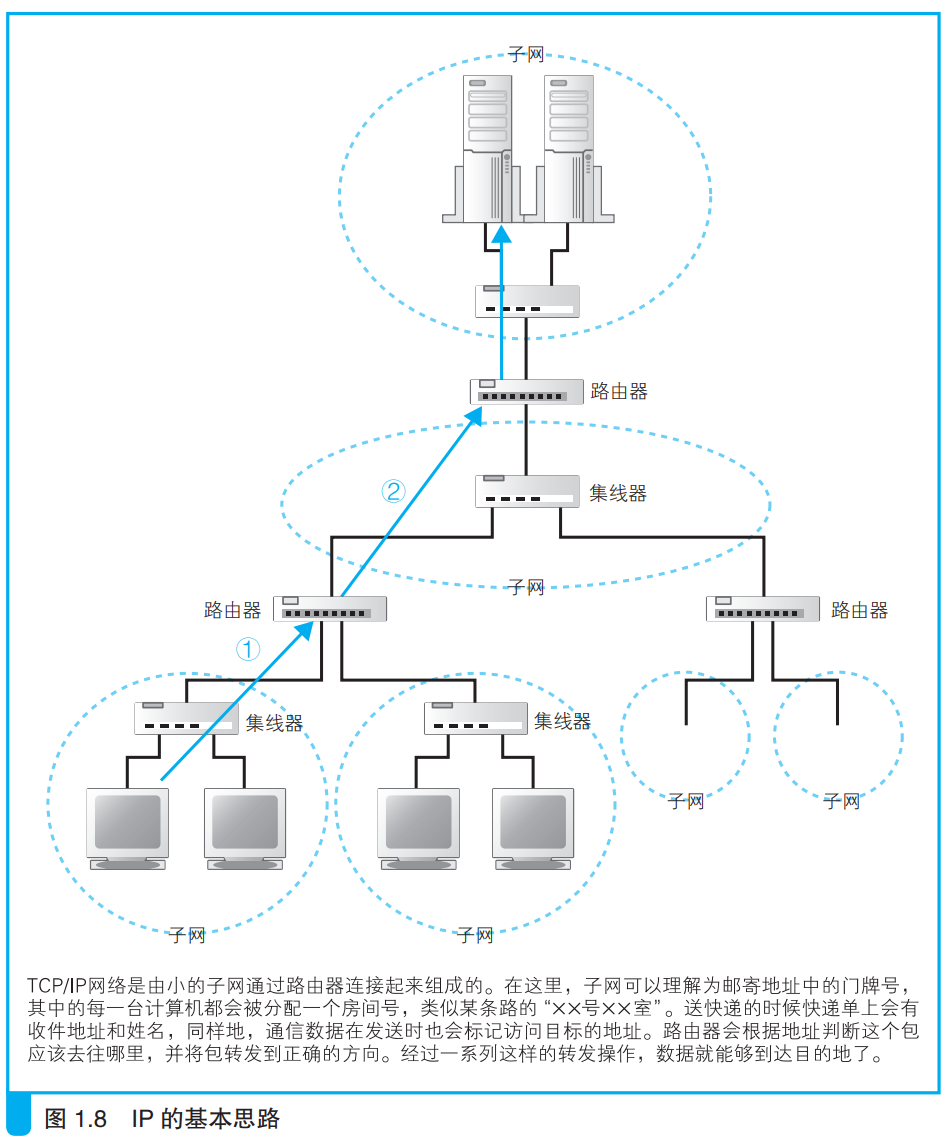 子网
路由器
②
集线器
子网
路由器
路由器
①
集线器
集线器
子网
子网
子网
子网
TCP/IP网络是由小的子网通过路由器连接起来组成的。在这里，子网可以理解为邮寄地址中的门牌号，
其中的每一台计算机都会被分配一个房间号，类似某条路的“××号××室”。送快递的时候快递单上会有
收件地址和姓名，同样地，通信数据在发送时也会标记访问目标的地址。路由器会根据地址判断这个包
应该去往哪里，并将包转发到正确的方向。经过一系列这样的转发操作，数据就能够到达目的地了。
图 1.8 IP 的基本思路